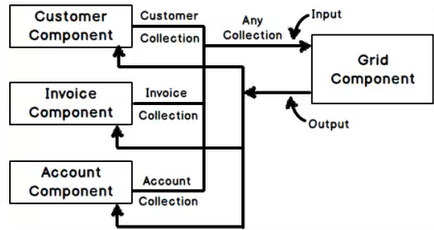 Customer
Component
Customer
Collection
Any
Collection
Input
Grid
Component
Output
Invoice
Component
Invoice
Collection
Account
Component
Account
Collection